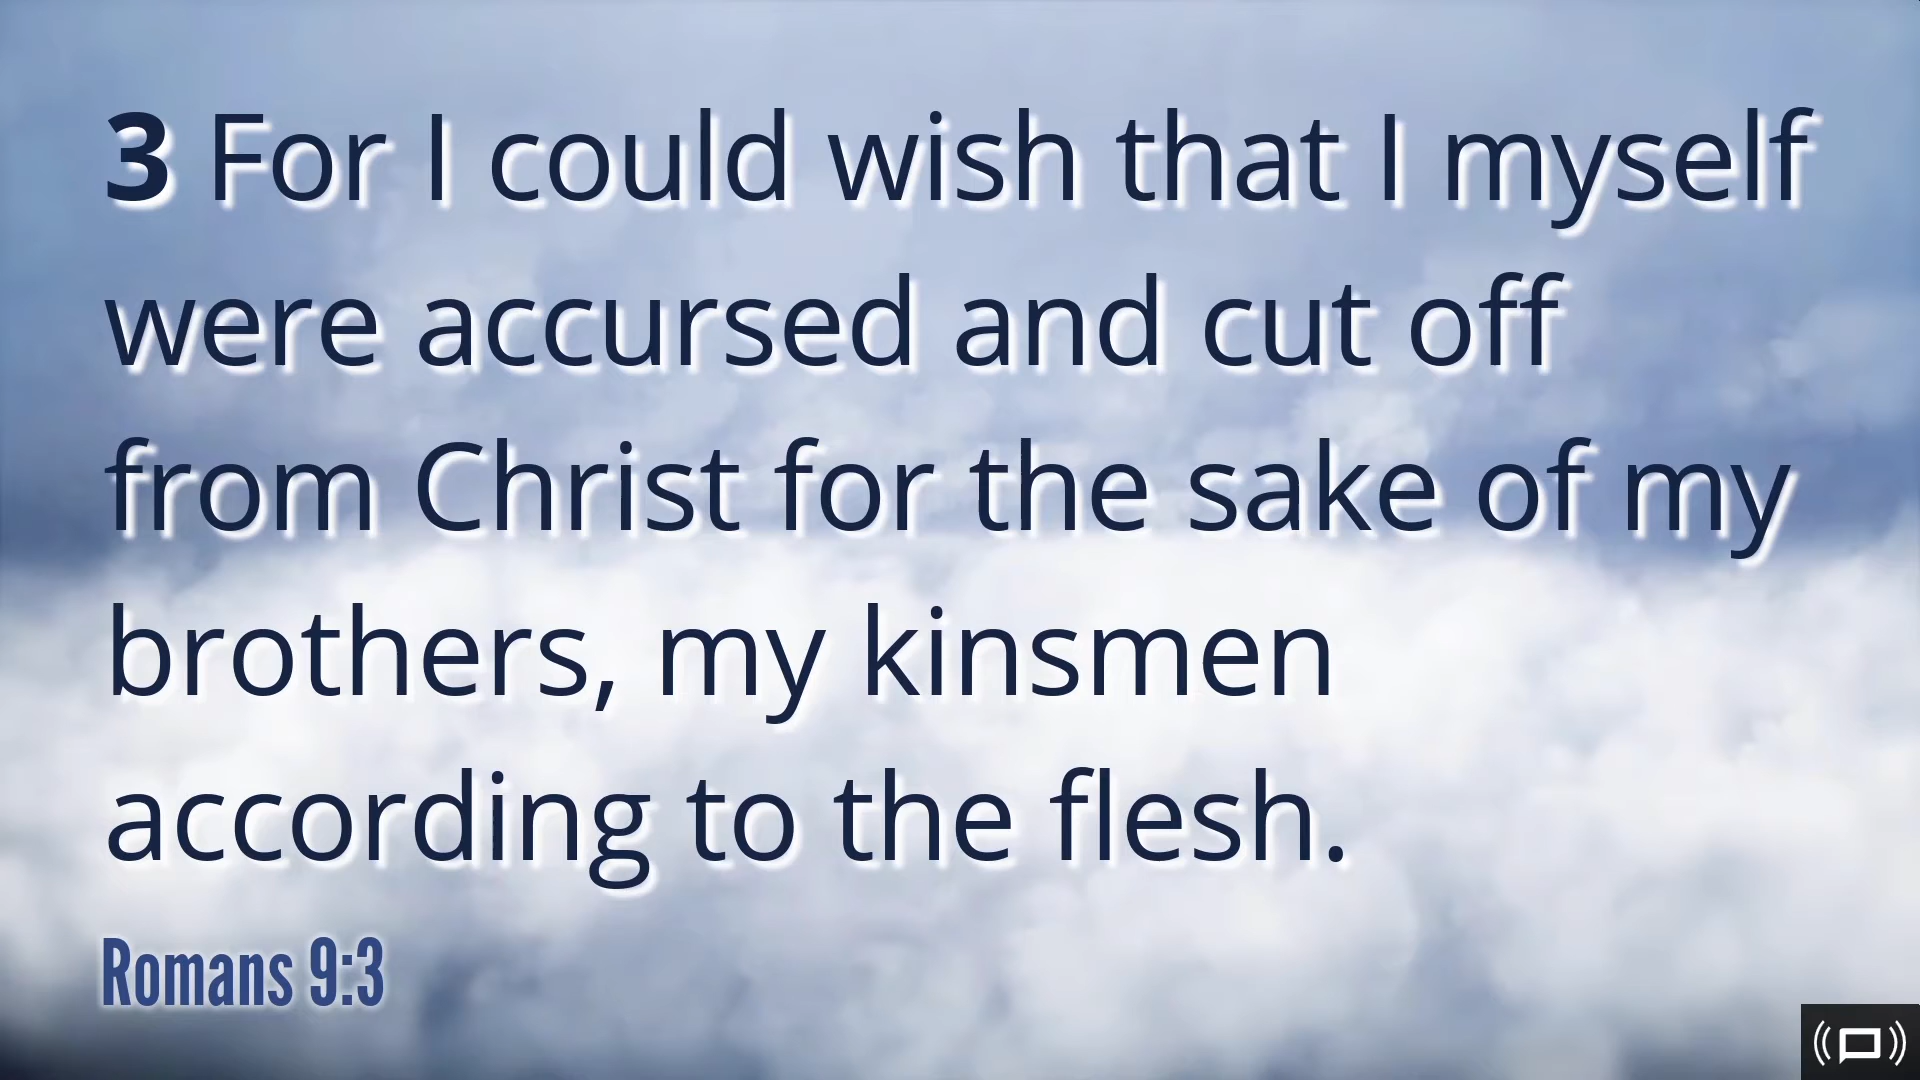 3 For I could wish that I myself
were accursed and cut off
from Christ for the sake of my
brothers, my kinsmen
according to the flesh.
Romans 9:3